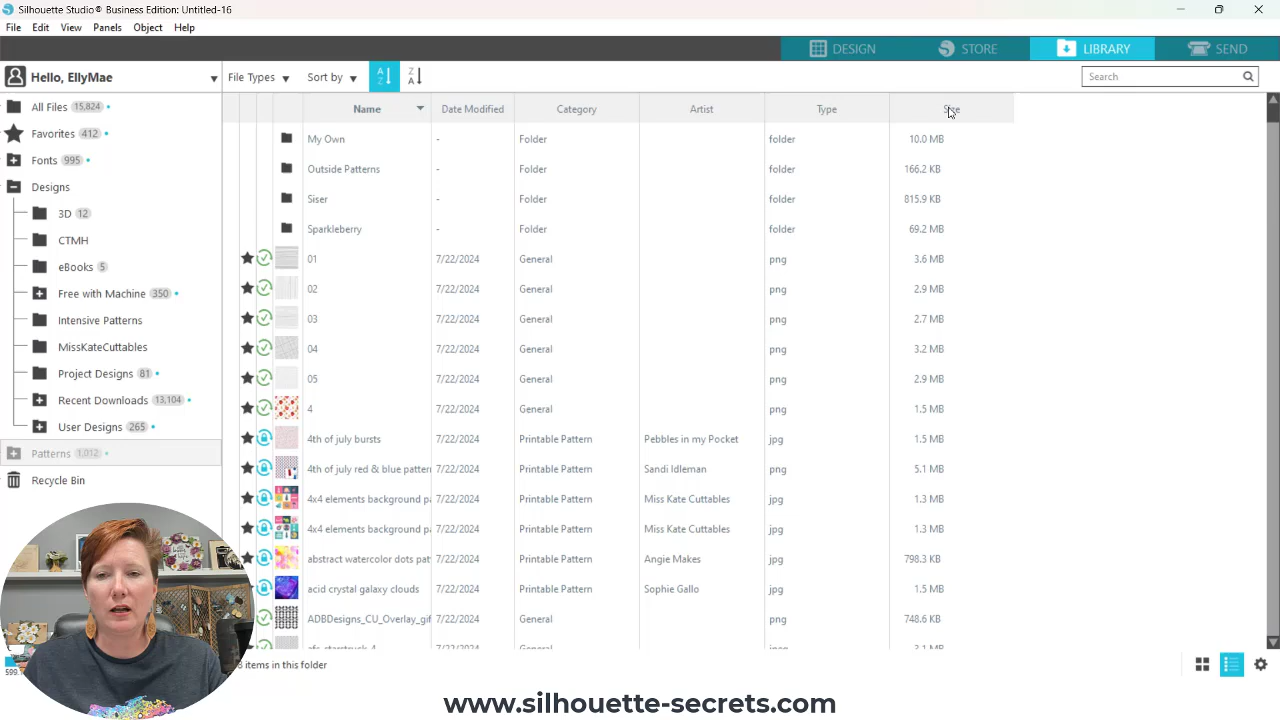 Silhouette Studio® Business Edition: Untitled-16
File Edit View Panels Object Help
DESIGN STORE LIBRARY SEND
Hello, EllyMae File Types Sort by Search
All Files 15,824
Favorites 412
Fonts 995
Designs
3D 12
CTMH
eBooks 5
Free with Machine 350
Intensive Patterns
MissKateCuttables
Project Designs 81
Recent Downloads 13,104
User Designs 265
Patterns 1,012
Recycle Bin
Name Date Modified Category Artist Type Size
My Own - Folder folder 10.0 MB
Outside Patterns - Folder folder 166.2 KB
Siser - Folder folder 815.9 KB
Sparkleberry - Folder folder 69.2 MB
01 7/22/2024 General png 3.6 MB
02 7/22/2024 General png 2.9 MB
03 7/22/2024 General png 2.7 MB
04 7/22/2024 General png 3.2 MB
05 7/22/2024 General png 2.9 MB
4 7/22/2024 General png 1.5 MB
4th of july bursts 7/22/2024 Printable Pattern Pebbles in my Pocket jpg 1.5 MB
4th of july red & blue pattern 7/22/2024 Printable Pattern Sandi Idleman png 5.1 MB
4x4 elements background pa 7/22/2024 Printable Pattern Miss Kate Cuttables jpg 1.3 MB
4x4 elements background pa 7/22/2024 Printable Pattern Miss Kate Cuttables jpg 1.3 MB
abstract watercolor dots pat 7/22/2024 Printable Pattern Angie Makes jpg 798.3 KB
acid crystal galaxy clouds 7/22/2024 Printable Pattern Sophie Gallo jpg 1.5 MB
ADBDesigns_CU_Overlay_gif 7/22/2024 General png 748.6 KB
items in this folder
www.silhouette-secrets.com